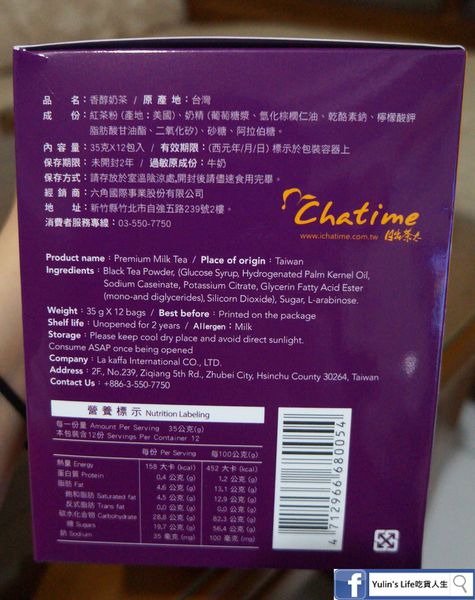 品　名：香醇奶茶 / 原產地：台灣
成　份：紅茶粉 (產地：美國)、奶精 (葡萄糖漿、氫化棕櫚仁油、乾酪素鈉、檸檬酸鉀
脂肪酸甘油酯、二氧化矽)、砂糖、阿拉伯糖。
內 容 量：35克X12包入 / 有效期限：(西元年/月/日) 標示於包裝容器上
保存期限：未開封2年 / 過敏原成份：牛奶
保存方式：請存放於室溫陰涼處,開封後請儘速食用完畢。
經 銷 商：六角國際事業股份有限公司
地　址：新竹縣竹北市自強五路239號2樓。
消費者服務專線：03-550-7750
Chatime
www.ichatime.com.tw 日出茶太
Product name : Premium Milk Tea / Place of origin : Taiwan
Ingredients : Black Tea Powder, (Glucose Syrup, Hydrogenated Palm Kernel Oil,
Sodium Caseinate, Potassium Citrate, Glycerin Fatty Acid Ester
(mono-and diglycerides), Silicorn Dioxide), Sugar, L-arabinose.
Weight : 35 g X 12 bags / Best before : Printed on the package
Shelf life : Unopened for 2 years / Allergen : Milk
Storage : Please keep cool dry place and avoid direct sunlight.
Consume ASAP once being opened
Company : La kaffa International CO., LTD.
Address : 2F., No.239, Ziqiang 5th Rd., Zhubei City, Hsinchu County 30264, Taiwan
Contact Us : +886-3-550-7750
營養標示 Nutrition Labeling
每一份量 Amount Per Serving 35公克(g)
本包裝含12份 Servings Per Container 12
每份 Per Serving 每100公克(g)
熱量 Energy 158 大卡 (kcal) 452 大卡 (kcal)
蛋白質 Protein 0.4 公克 (g) 1.2 公克 (g)
脂肪 Fat 4.6 公克 (g) 13.1 公克 (g)
飽和脂肪 Saturated fat 4.5 公克 (g) 12.9 公克 (g)
反式脂肪 Trans fat 0.0 公克 (g) 0.0 公克 (g)
碳水化合物 Carbohydrate 28.8 公克 (g) 82.3 公克 (g)
糖 Sugars 19.7 公克 (g) 56.4 公克 (g)
鈉 Sodium 35 毫克 (mg) 100 毫克 (mg)
4 712966 680054
f Yulin's Life吃貨人生